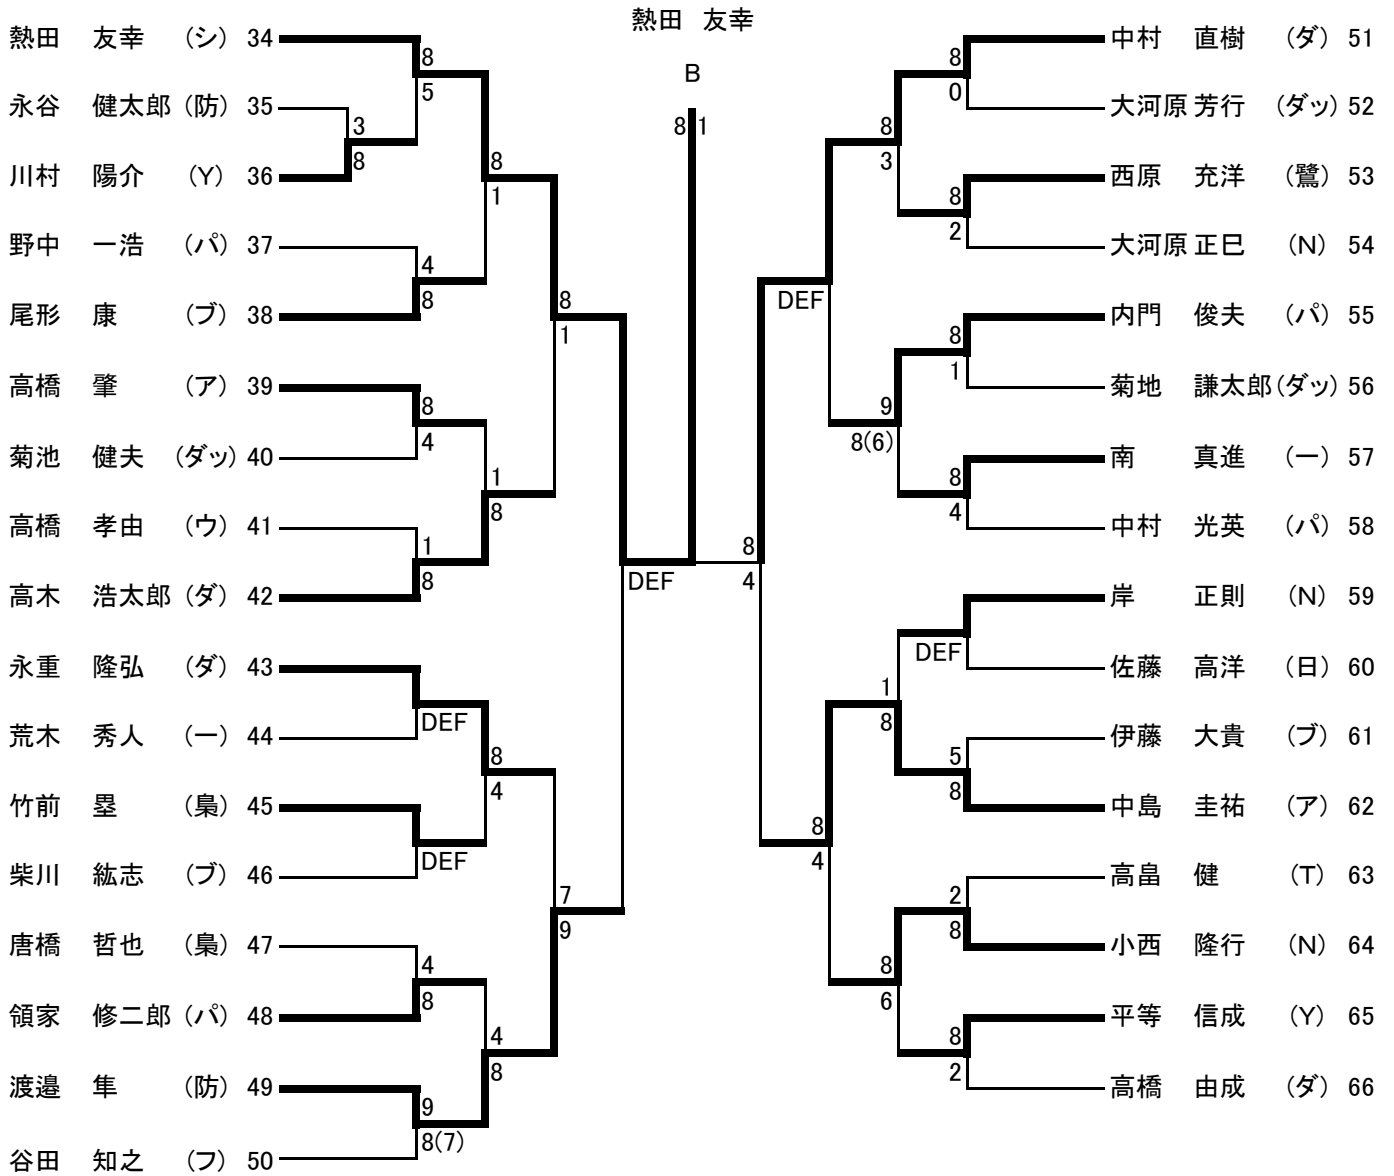 熱田 友幸
B
8 1
熱田 友幸 (シ) 34
8
5
永谷 健太郎 (防) 35
3
8
川村 陽介 (Y) 36
8
1
野中 一浩 (パ) 37
4
8
尾形 康 (ブ) 38
8
1
高橋 肇 (ア) 39
8
4
菊池 健夫 (ダッ) 40
1
8
高橋 孝由 (ウ) 41
1
8
高木 浩太郎 (ダ) 42
DEF
永重 隆弘 (ダ) 43
DEF
荒木 秀人 (一) 44
8
4
竹前 塁 (梟) 45
DEF
柴川 紘志 (ブ) 46
7
9
唐橋 哲也 (梟) 47
4
8
領家 修二郎 (パ) 48
4
8
渡邉 隼 (防) 49
9
8(7)
谷田 知之 (フ) 50
中村 直樹 (ダ) 51
8
0
大河原 芳行 (ダッ) 52
8
3
西原 充洋 (鷺) 53
8
2
大河原 正巳 (N) 54
DEF
内門 俊夫 (パ) 55
8
1
菊地 謙太郎 (ダッ) 56
9
8(6)
南 真進 (一) 57
8
4
中村 光英 (パ) 58
8
4
岸 正則 (N) 59
DEF
佐藤 高洋 (日) 60
1
8
伊藤 大貴 (ブ) 61
5
8
中島 圭祐 (ア) 62
8
4
高畠 健 (T) 63
2
8
小西 隆行 (N) 64
8
6
平等 信成 (Y) 65
8
2
高橋 由成 (ダ) 66